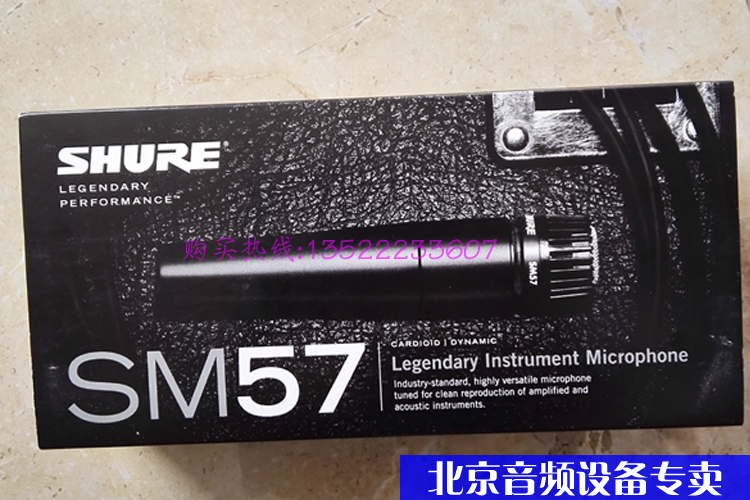 SHURE®
LEGENDARY
PERFORMANCE™
购买热线:13522233607
SHURE
SM57
SM57
CARDIOID | DYNAMIC
Legendary Instrument Microphone
Industry-standard, highly versatile microphone
tuned for clean reproduction of amplified and
acoustic instruments.
北京音频设备专卖